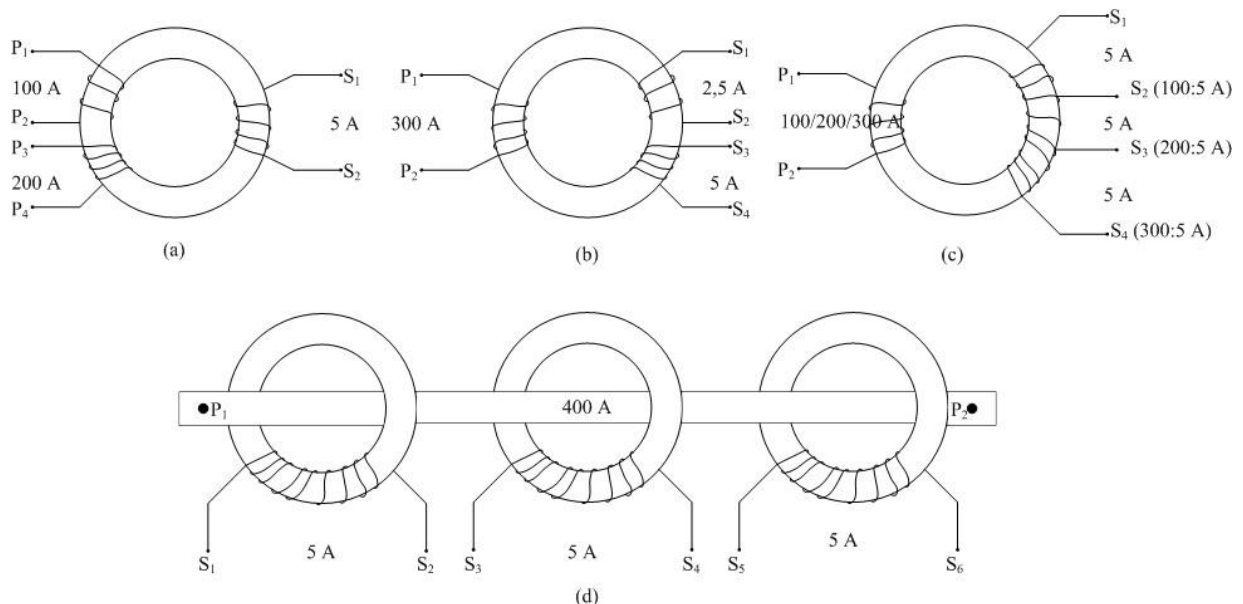 P₁
100 A
P₂
P₃
200 A
P₄
S₁
5 A
S₂
(a)
P₁
300 A
P₂
S₁
2,5 A
S₂
S₃
5 A
S₄
(b)
P₁
100/200/300 A
P₂
S₁
5 A
S₂ (100:5 A)
5 A
S₃ (200:5 A)
5 A
S₄ (300:5 A)
(c)
P₁
400 A
P₂
S₁
5 A
S₂
S₃
5 A
S₄
S₅
5 A
S₆
(d)